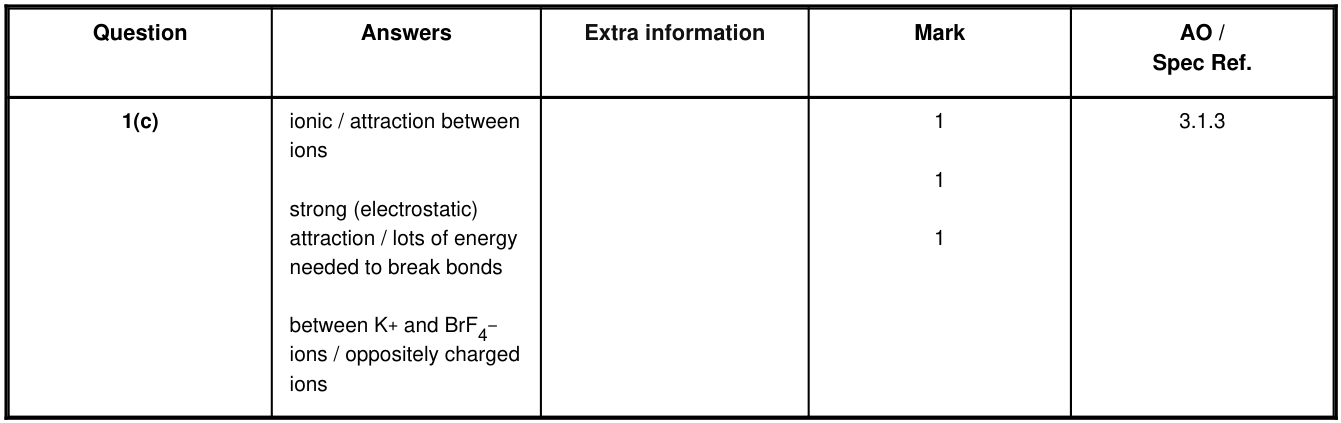 Question Answers Extra information Mark AO /
Spec Ref.
1(c) ionic / attraction between 1 3.1.3
ions
1
strong (electrostatic)
attraction / lots of energy 1
needed to break bonds
between K+ and BrF4–
ions / oppositely charged
ions